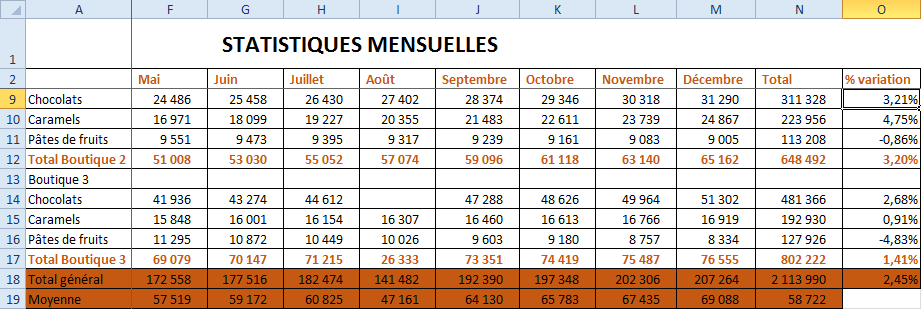 A F G H I J K L M N O
1 STATISTIQUES MENSUELLES
2 Mai Juin Juillet Août Septembre Octobre Novembre Décembre Total % variation
9 Chocolats 24 486 25 458 26 430 27 402 28 374 29 346 30 318 31 290 311 328 3,21%
10 Caramels 16 971 18 099 19 227 20 355 21 483 22 611 23 739 24 867 223 956 4,75%
11 Pâtes de fruits 9 551 9 473 9 395 9 317 9 239 9 161 9 083 9 005 113 208 -0,86%
12 Total Boutique 2 51 008 53 030 55 052 57 074 59 096 61 118 63 140 65 162 648 492 3,20%
13 Boutique 3
14 Chocolats 41 936 43 274 44 612 47 288 48 626 49 964 51 302 481 366 2,68%
15 Caramels 15 848 16 001 16 154 16 307 16 460 16 613 16 766 16 919 192 930 0,91%
16 Pâtes de fruits 11 295 10 872 10 449 10 026 9 603 9 180 8 757 8 334 127 926 -4,83%
17 Total Boutique 3 69 079 70 147 71 215 26 333 73 351 74 419 75 487 76 555 802 222 1,41%
18 Total général 172 558 177 516 182 474 141 482 192 390 197 348 202 306 207 264 2 113 990 2,45%
19 Moyenne 57 519 59 172 60 825 47 161 64 130 65 783 67 435 69 088 58 722